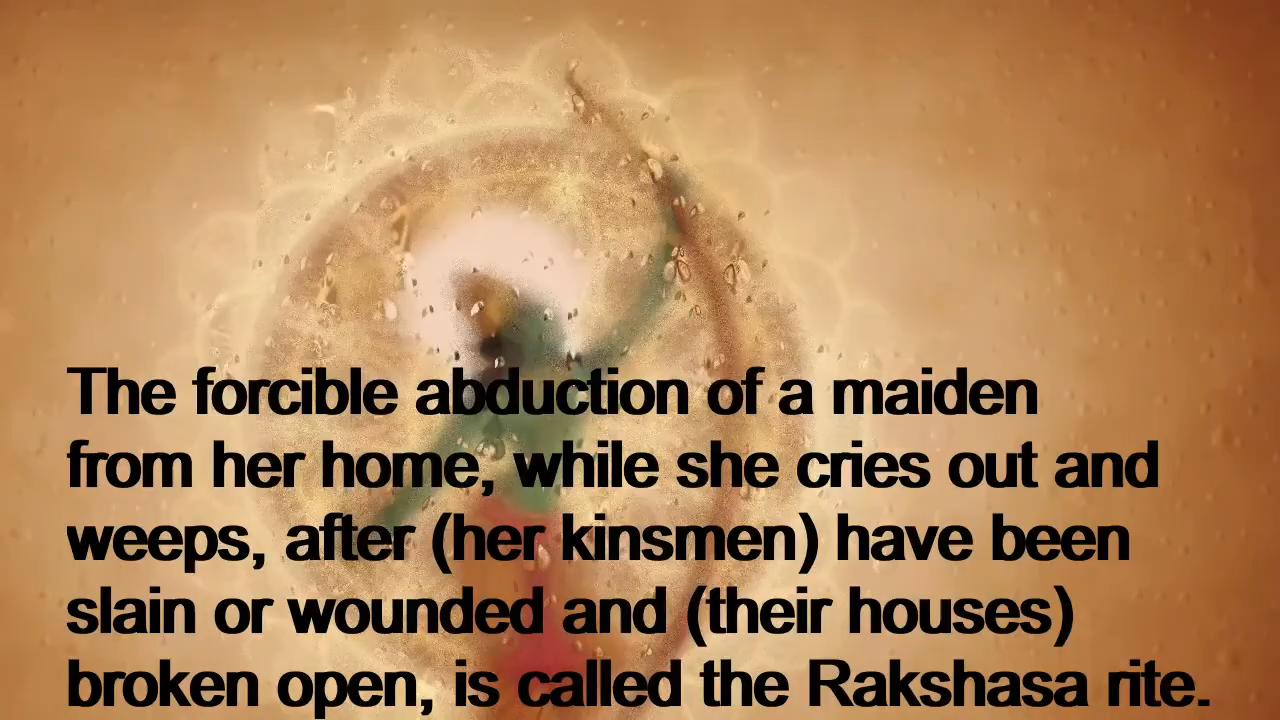 The forcible abduction of a maiden
from her home, while she cries out and
weeps, after (her kinsmen) have been
slain or wounded and (their houses)
broken open, is called the Rakshasa rite.